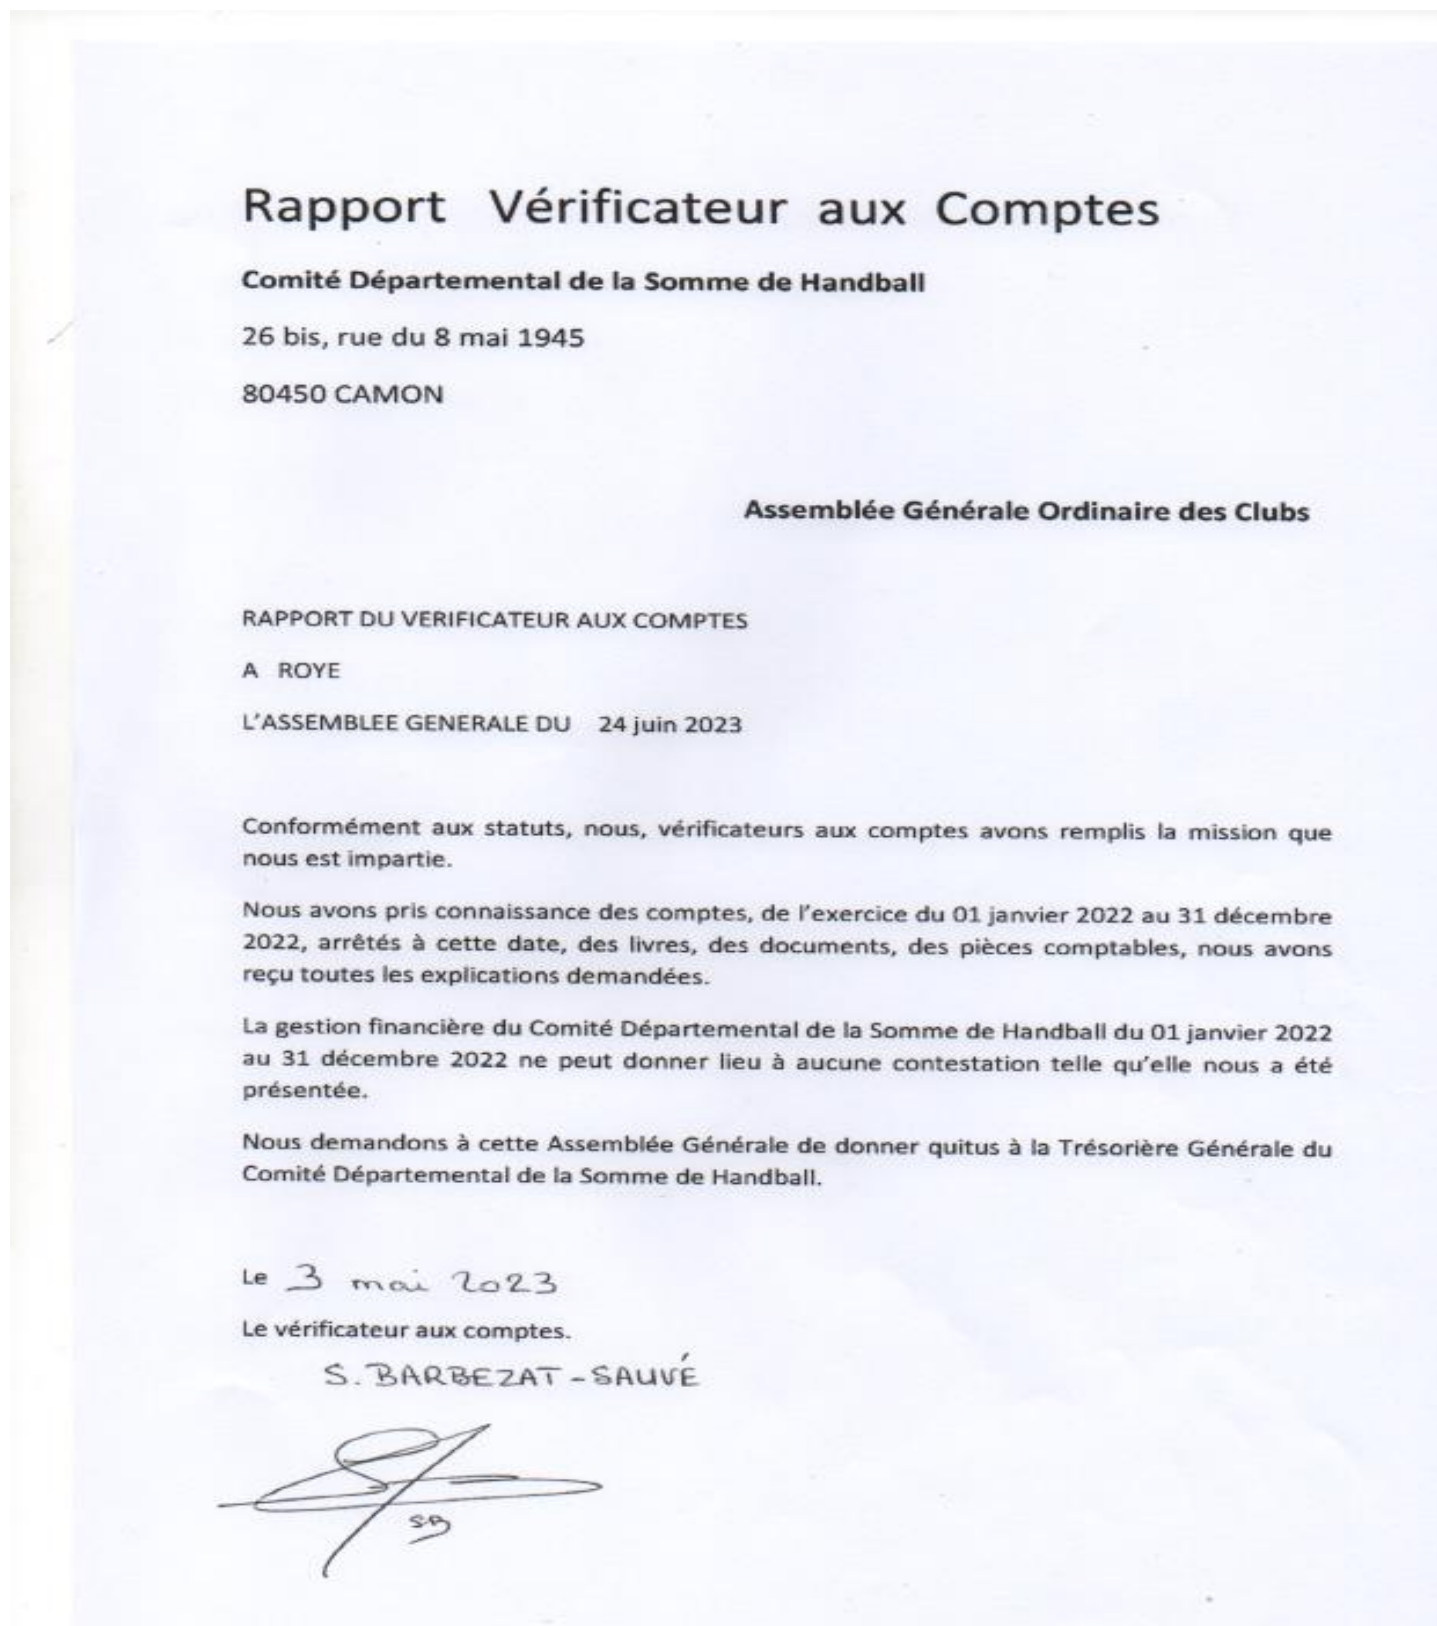 Rapport Vérificateur aux Comptes
Comité Départemental de la Somme de Handball
26 bis, rue du 8 mai 1945
80450 CAMON
Assemblée Générale Ordinaire des Clubs
RAPPORT DU VERIFICATEUR AUX COMPTES
A ROYE
L'ASSEMBLEE GENERALE DU 24 juin 2023
Conformément aux statuts, nous, vérificateurs aux comptes avons remplis la mission que
nous est impartie.
Nous avons pris connaissance des comptes, de l'exercice du 01 janvier 2022 au 31 décembre
2022, arrêtés à cette date, des livres, des documents, des pièces comptables, nous avons
reçu toutes les explications demandées.
La gestion financière du Comité Départemental de la Somme de Handball du 01 janvier 2022
au 31 décembre 2022 ne peut donner lieu à aucune contestation telle qu'elle nous a été
présentée.
Nous demandons à cette Assemblée Générale de donner quitus à la Trésorière Générale du
Comité Départemental de la Somme de Handball.
Le 3 mai 2023
Le vérificateur aux comptes.
S. BARBEZAT-SAUVÉ
SB